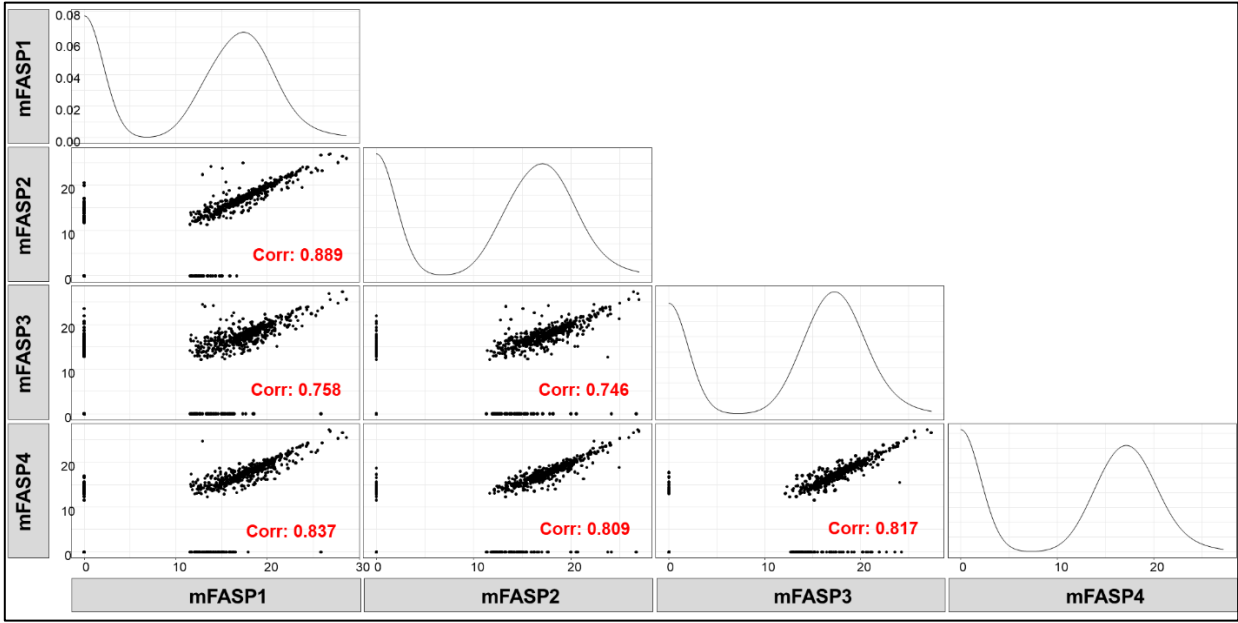 mFASP1
0.08
0.06
0.04
0.02
0.00
mFASP2
20
10
0
Corr: 0.889
mFASP3
20
10
0
Corr: 0.758
Corr: 0.746
mFASP4
20
10
0
Corr: 0.837
Corr: 0.809
Corr: 0.817
0 10 20 30 0 10 20 0 10 20 0 10 20
mFASP1 mFASP2 mFASP3 mFASP4